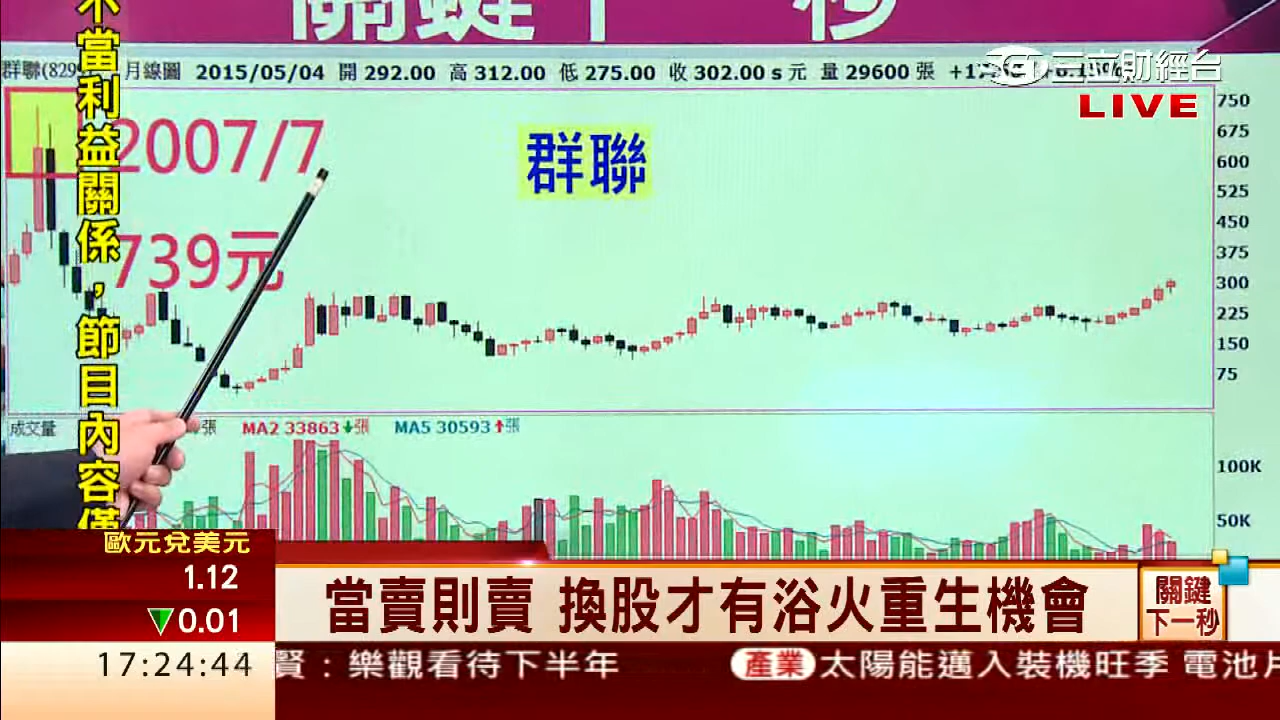 關鍵下一秒
群聯(8299)月線圖 2015/05/04 開 292.00 高 312.00 低 275.00 收 302.00 s 元 量 29600 張
三立財經台
LIVE
不當利益關係，節目內容僅
2007/7
739元
群聯
750
675
600
525
450
375
300
225
150
75
成交量
張 MA2 33863↓張 MA5 30593↑張
100K
50K
歐元兌美元
1.12
▼0.01
當賣則賣 換股才有浴火重生機會
關鍵
下一秒
17:24:44
賢：樂觀看待下半年 產業 太陽能邁入裝機旺季 電池